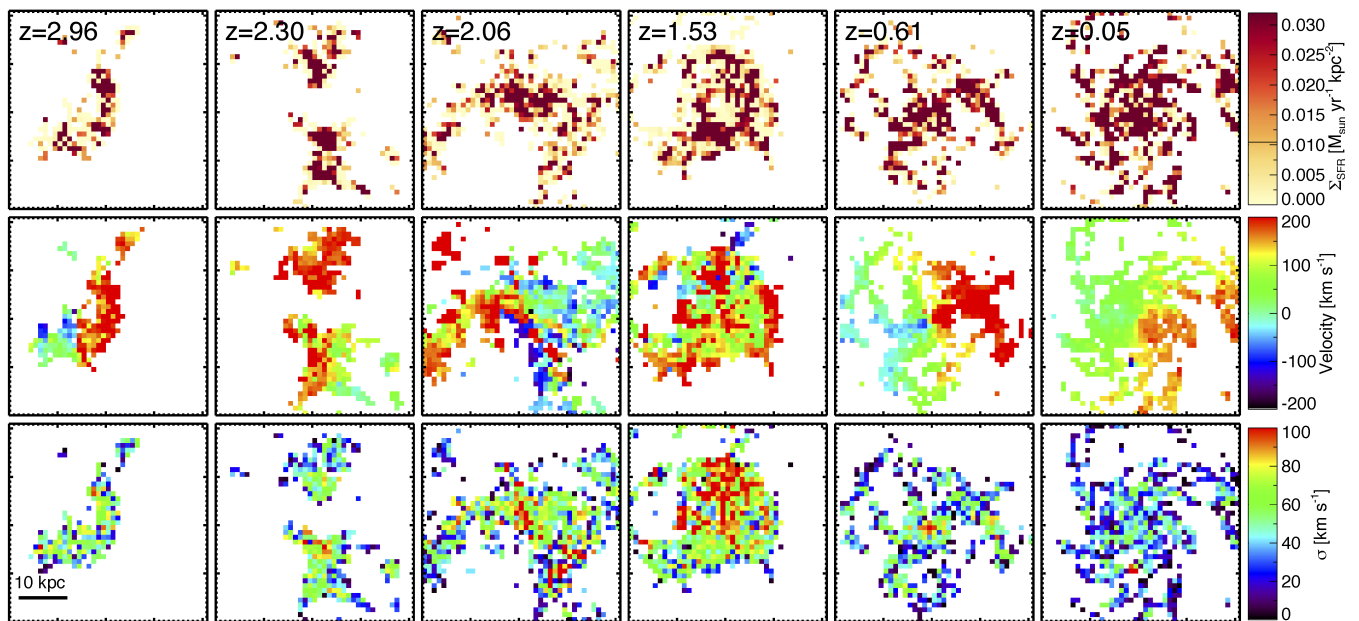 z=2.96
z=2.30
z=2.06
z=1.53
z=0.61
z=0.05
0.030
0.025
0.020
0.015
0.010
0.005
0.000
Σ_SFR [M_sun yr⁻¹ kpc⁻²]
200
100
0
-100
-200
Velocity [km s⁻¹]
10 kpc
100
80
60
40
20
0
σ [km s⁻¹]